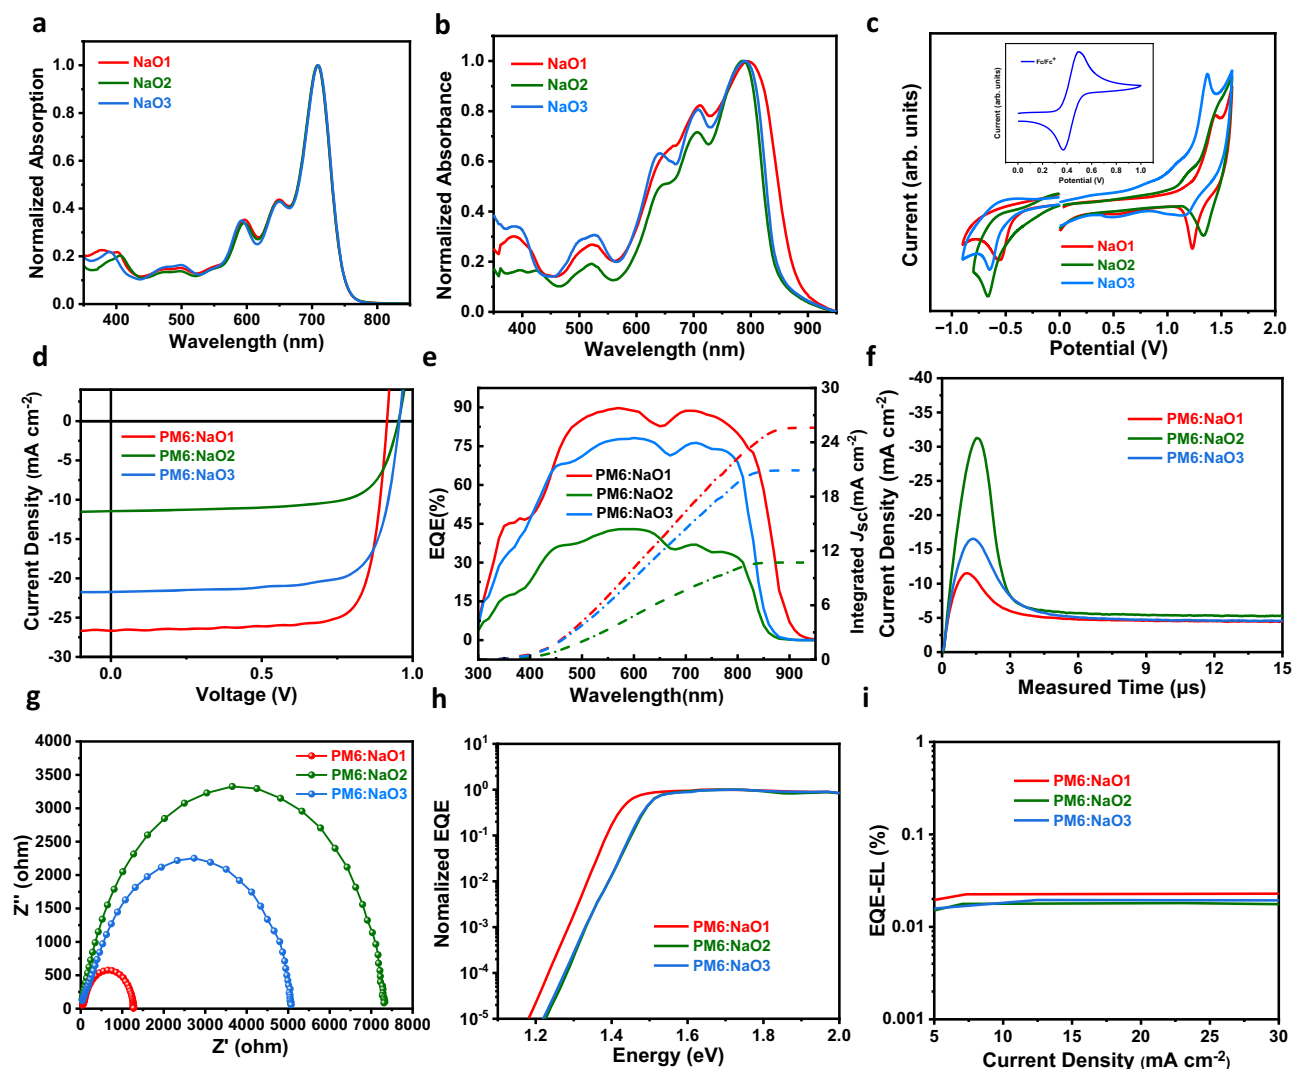 a
1.0
0.8
0.6
0.4
0.2
0.0
Normalized Absorption
NaO1
NaO2
NaO3
400 500 600 700 800
Wavelength (nm)
b
1.0
0.8
0.6
0.4
0.2
0.0
Normalized Absorbance
NaO1
NaO2
NaO3
400 500 600 700 800 900
Wavelength (nm)
c
Current (arb. units)
Fc/Fc+
Current (arb. units)
0.0 0.2 0.4 0.6 0.8 1.0
Potential (V)
NaO1
NaO2
NaO3
−1.0 −0.5 0.0 0.5 1.0 1.5 2.0
Potential (V)
d
0
-5
-10
-15
-20
-25
-30
Current Density (mA cm-2)
PM6:NaO1
PM6:NaO2
PM6:NaO3
0.0 0.5 1.0
Voltage (V)
e
90
75
60
45
30
15
0
EQE(%)
PM6:NaO1
PM6:NaO2
PM6:NaO3
30
24
18
12
6
0
Integrated JSC(mA cm-2)
300 400 500 600 700 800 900
Wavelength(nm)
f
-40
-35
-30
-25
-20
-15
-10
-5
0
Current Density (mA cm-2)
PM6:NaO1
PM6:NaO2
PM6:NaO3
0 3 6 9 12 15
Measured Time (μs)
g
4000
3500
3000
2500
2000
1500
1000
500
0
Z'' (ohm)
PM6:NaO1
PM6:NaO2
PM6:NaO3
0 1000 2000 3000 4000 5000 6000 7000 8000
Z' (ohm)
h
10^1
10^0
10^-1
10^-2
10^-3
10^-4
10^-5
Nomalized EQE
PM6:NaO1
PM6:NaO2
PM6:NaO3
1.2 1.4 1.6 1.8 2.0
Energy (eV)
i
1
0.1
0.01
0.001
EQE-EL (%)
PM6:NaO1
PM6:NaO2
PM6:NaO3
5 10 15 20 25 30
Current Density (mA cm-2)